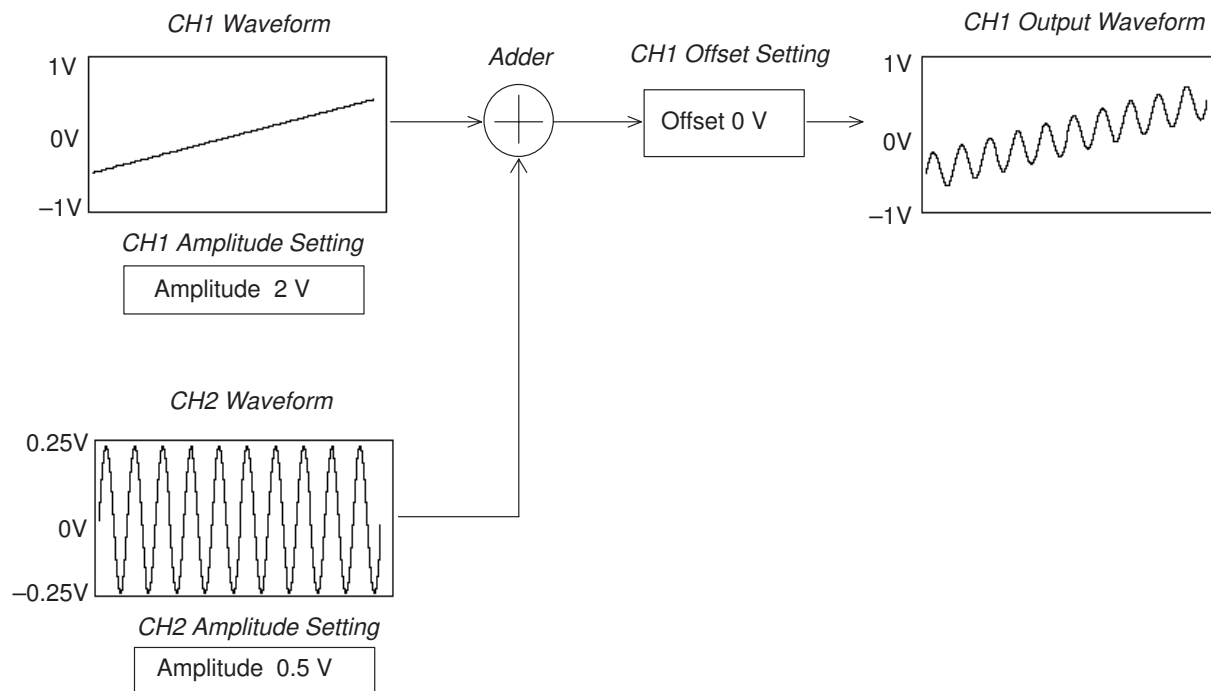 CH1 Waveform
1V
0V
–1V
CH1 Amplitude Setting
Amplitude 2 V
Adder
CH1 Offset Setting
Offset 0 V
CH1 Output Waveform
1V
0V
–1V
CH2 Waveform
0.25V
0V
–0.25V
CH2 Amplitude Setting
Amplitude 0.5 V